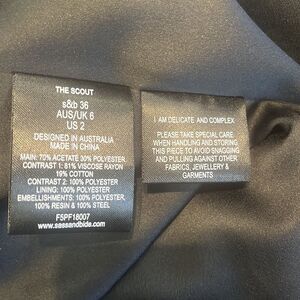 THE SCOUT
s&b 36
AUS/UK 6
US 2
DESIGNED IN AUSTRALIA
MADE IN CHINA
MAIN: 70% ACETATE 30% POLYESTER
CONTRAST 1: 81% VISCOSE RAYON
19% COTTON
CONTRAST 2: 100% POLYESTER
LINING: 100% POLYESTER
EMBELLISHMENTS: 100% POLYESTER,
100% RESIN & 100% STEEL
F5PF18007
www.sassandbide.com
I AM DELICATE AND COMPLEX
PLEASE TAKE SPECIAL CARE
WHEN HANDLING AND STORING
THIS PIECE TO AVOID SNAGGING
AND PULLING AGAINST OTHER
FABRICS, JEWELLERY &
GARMENTS